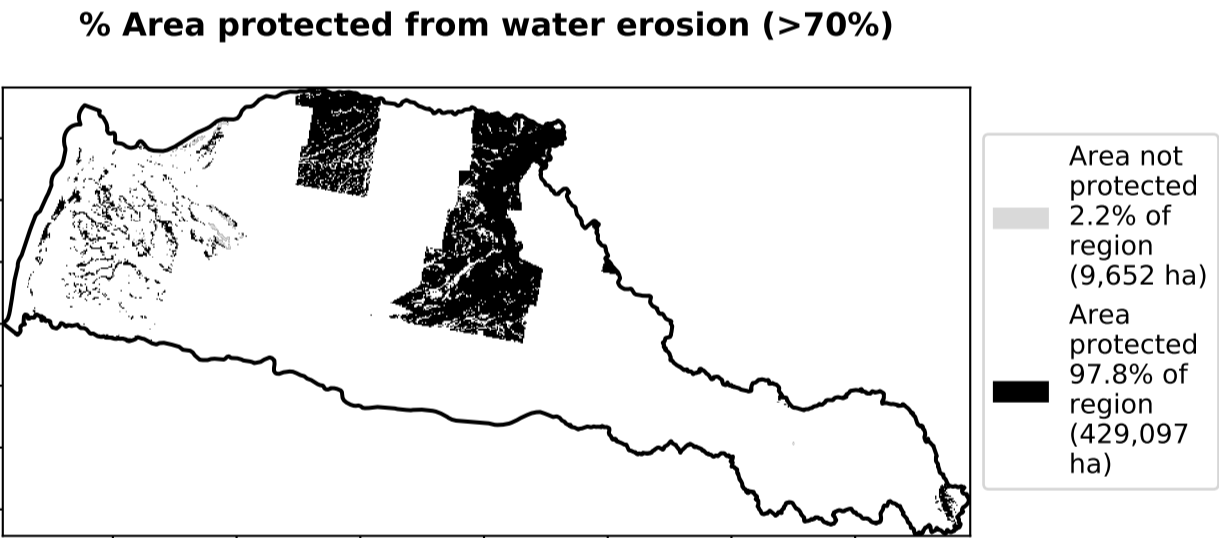 % Area protected from water erosion (>70%)
Area not
protected
2.2% of
region
(9,652 ha)
Area
protected
97.8% of
region
(429,097
ha)